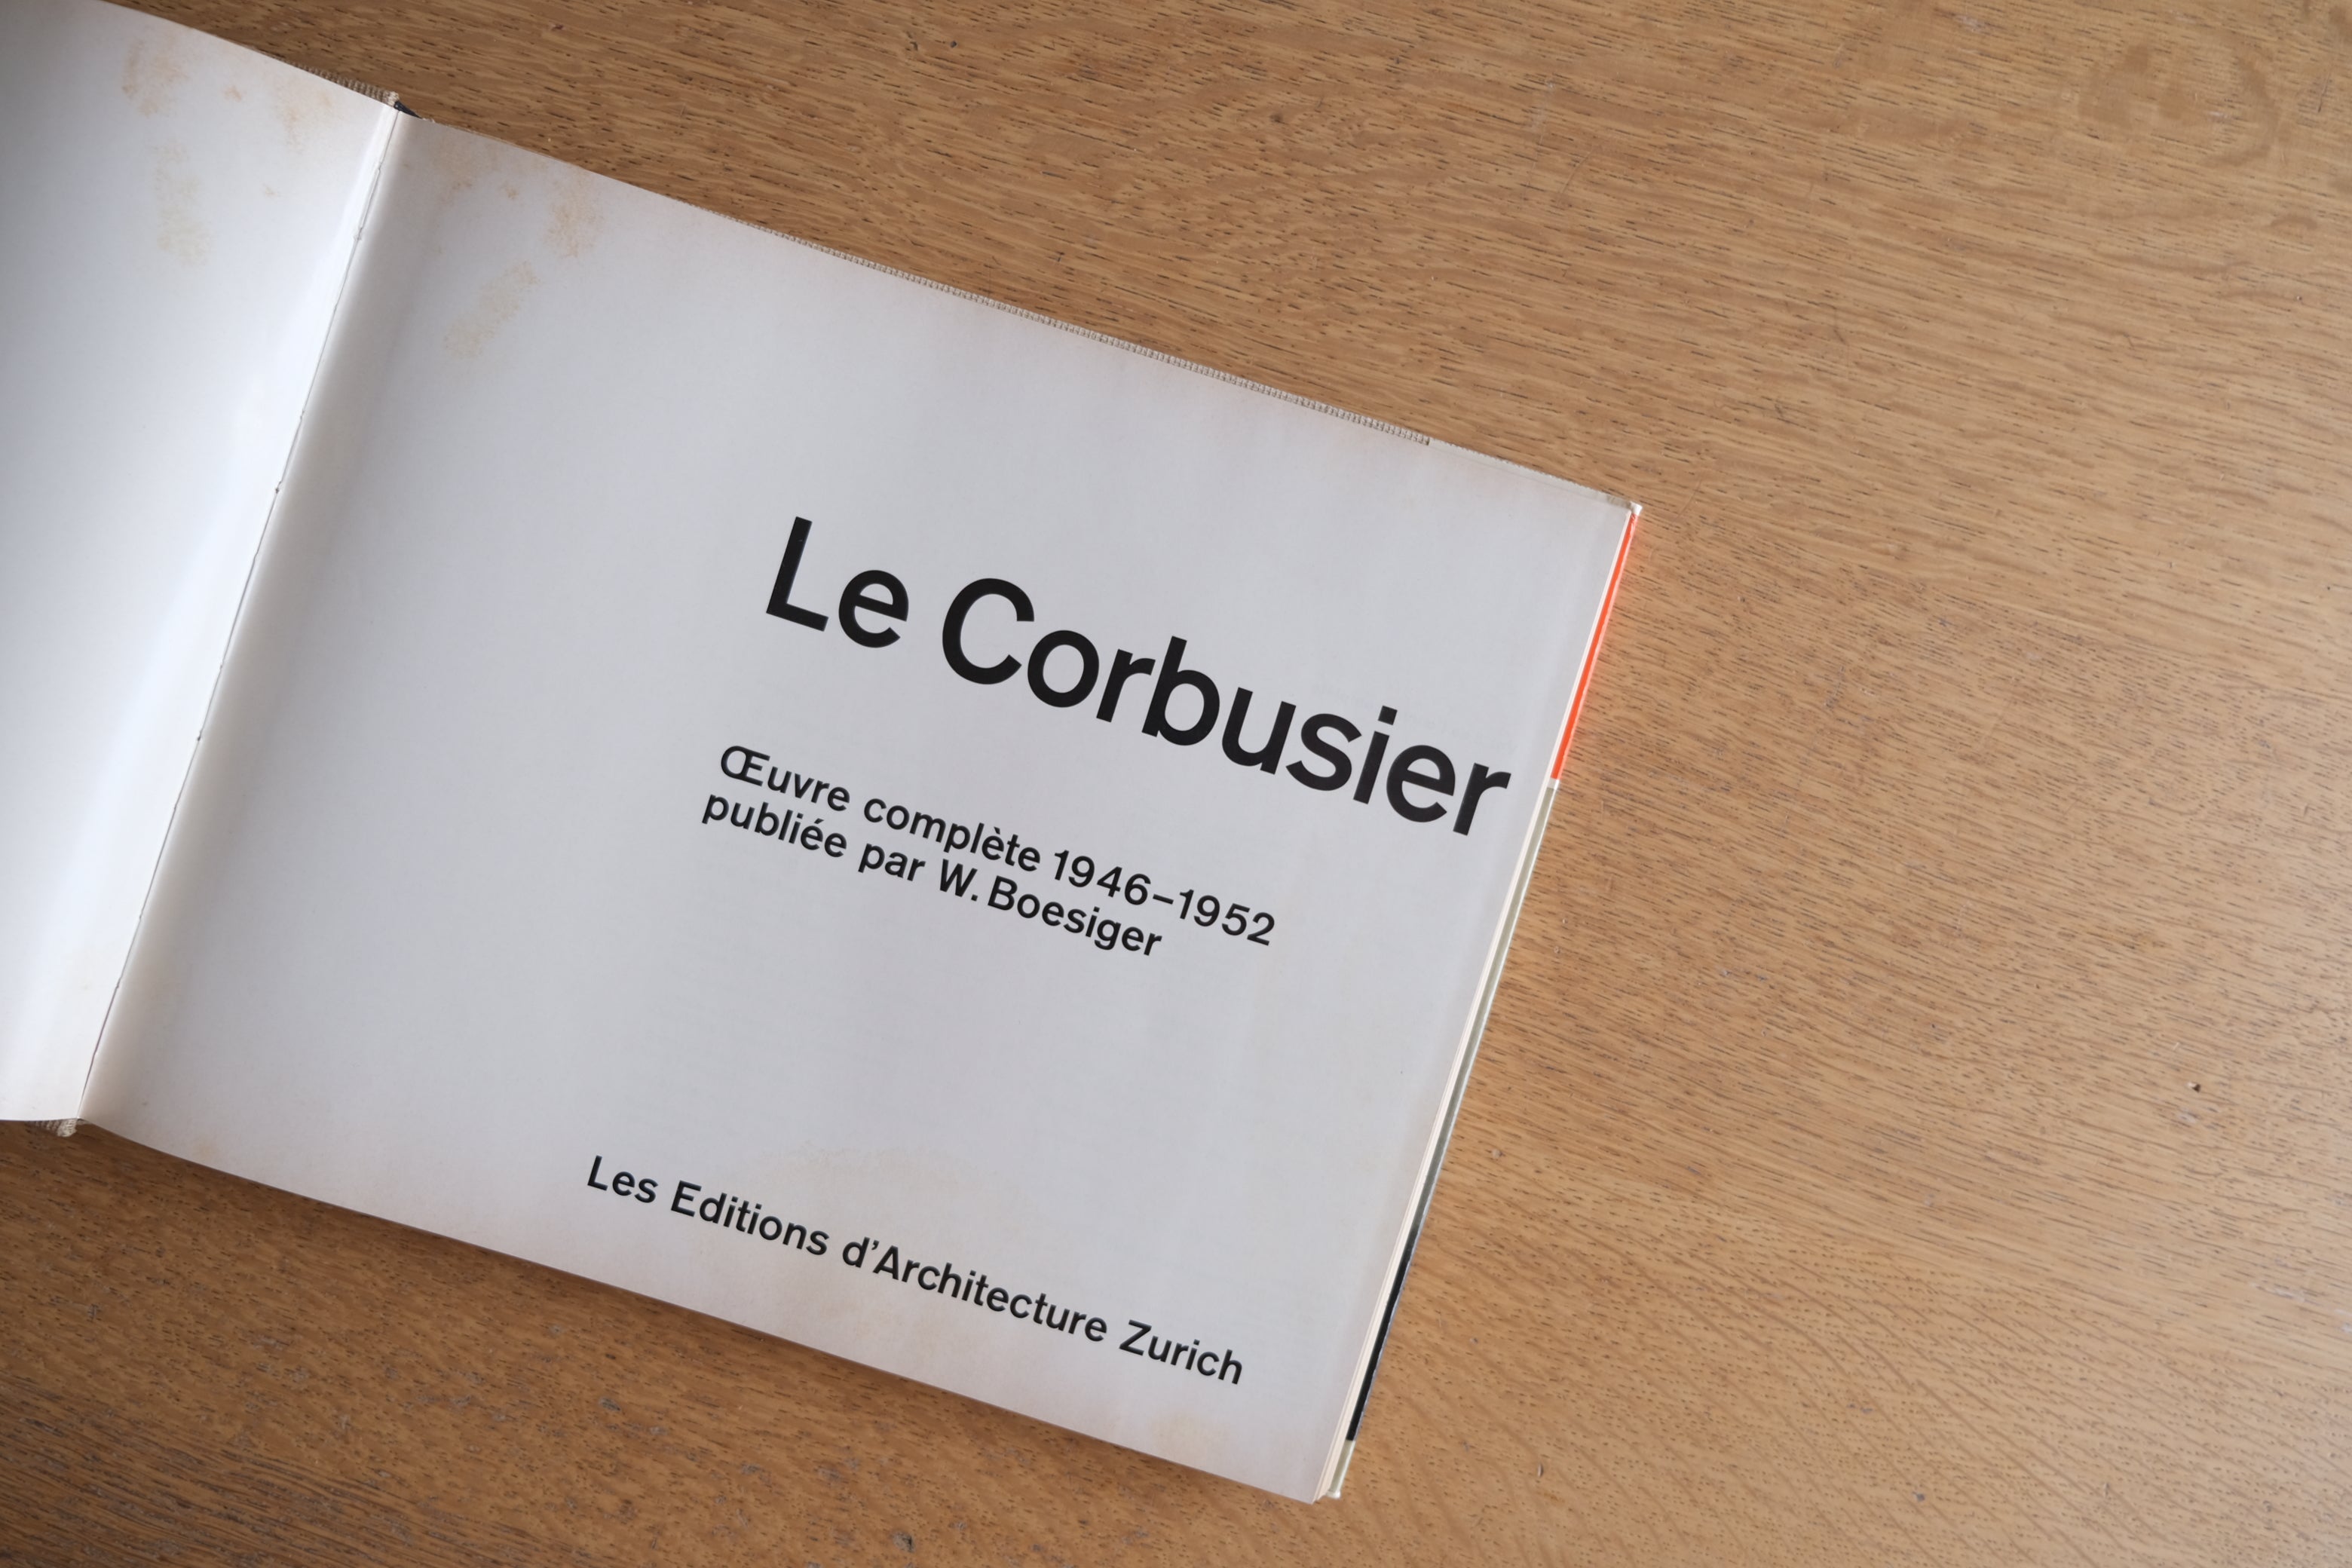 Le Corbusier
Œuvre complète 1946–1952
publiée par W. Boesiger
Les Editions d’Architecture Zurich